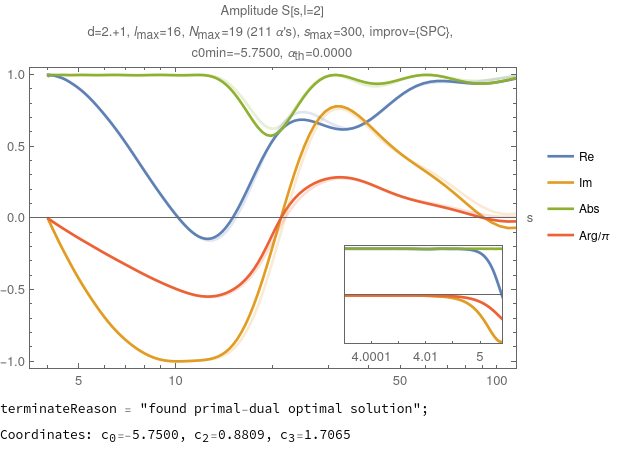 Amplitude S[s,l=2]
d=2.+1, lmax=16, Nmax=19 (211 α's), smax=300, improv={SPC},
c0min=−5.7500, αth=0.0000
1.0
0.5
0.0
−0.5
−1.0
s
Re
Im
Abs
Arg/π
4.0001 4.01 5
5 10 50 100
terminateReason = "found primal-dual optimal solution";
Coordinates: c0=-5.7500, c2=0.8809, c3=1.7065